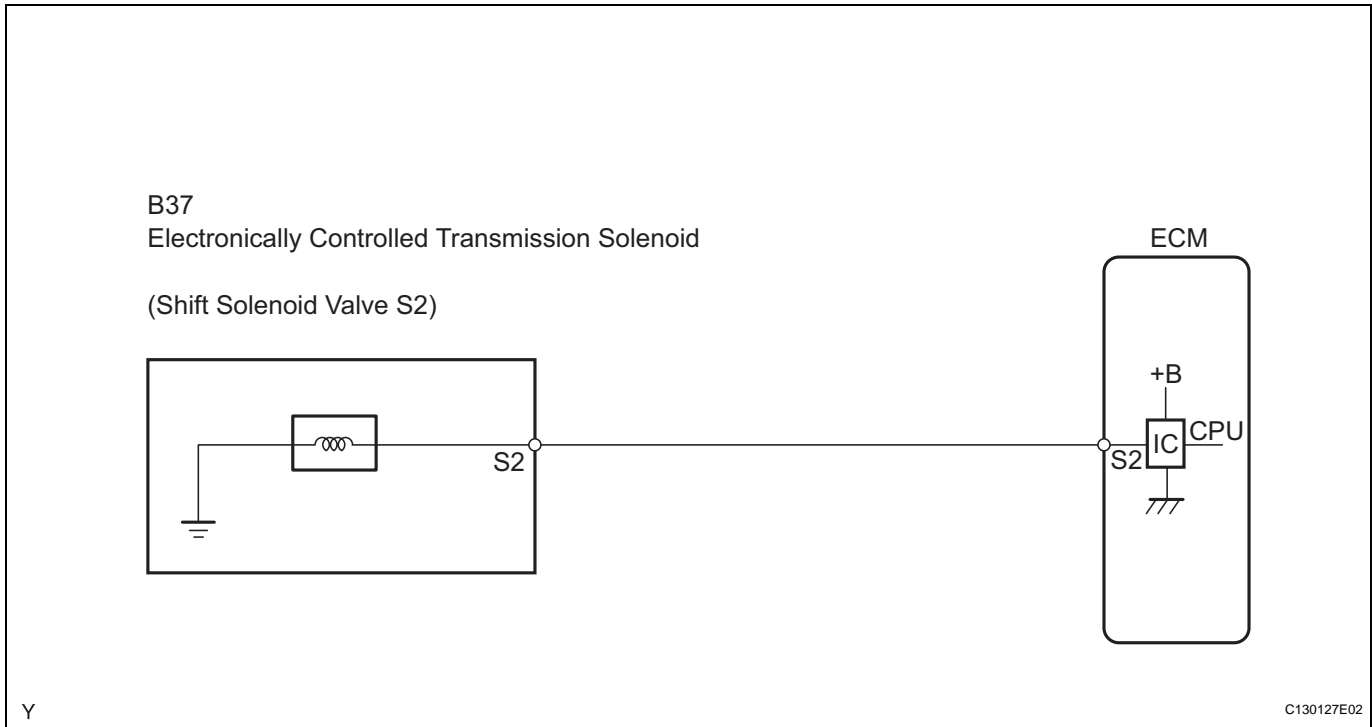 B37
Electronically Controlled Transmission Solenoid
(Shift Solenoid Valve S2)
ECM
+B
IC
CPU
S2
S2
Y
C130127E02